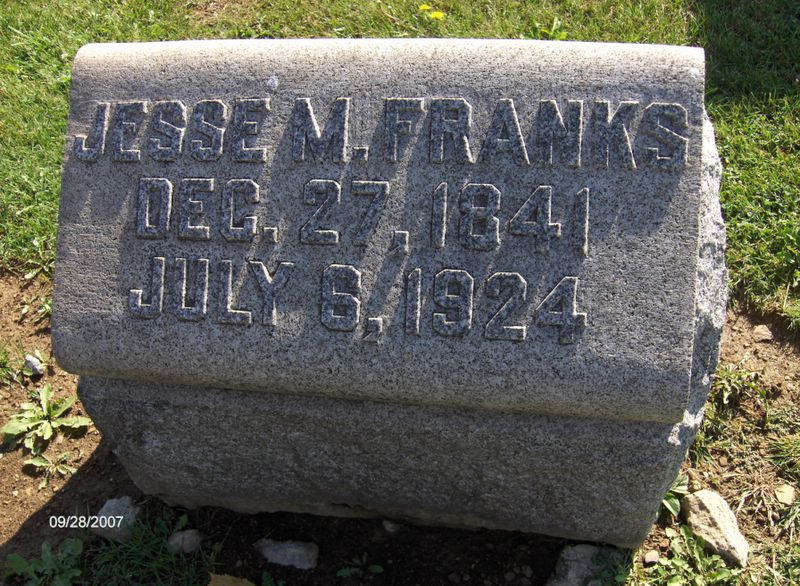 JESSE M. FRANKS
DEC. 27, 1841
JULY 6, 1924
09/28/2007